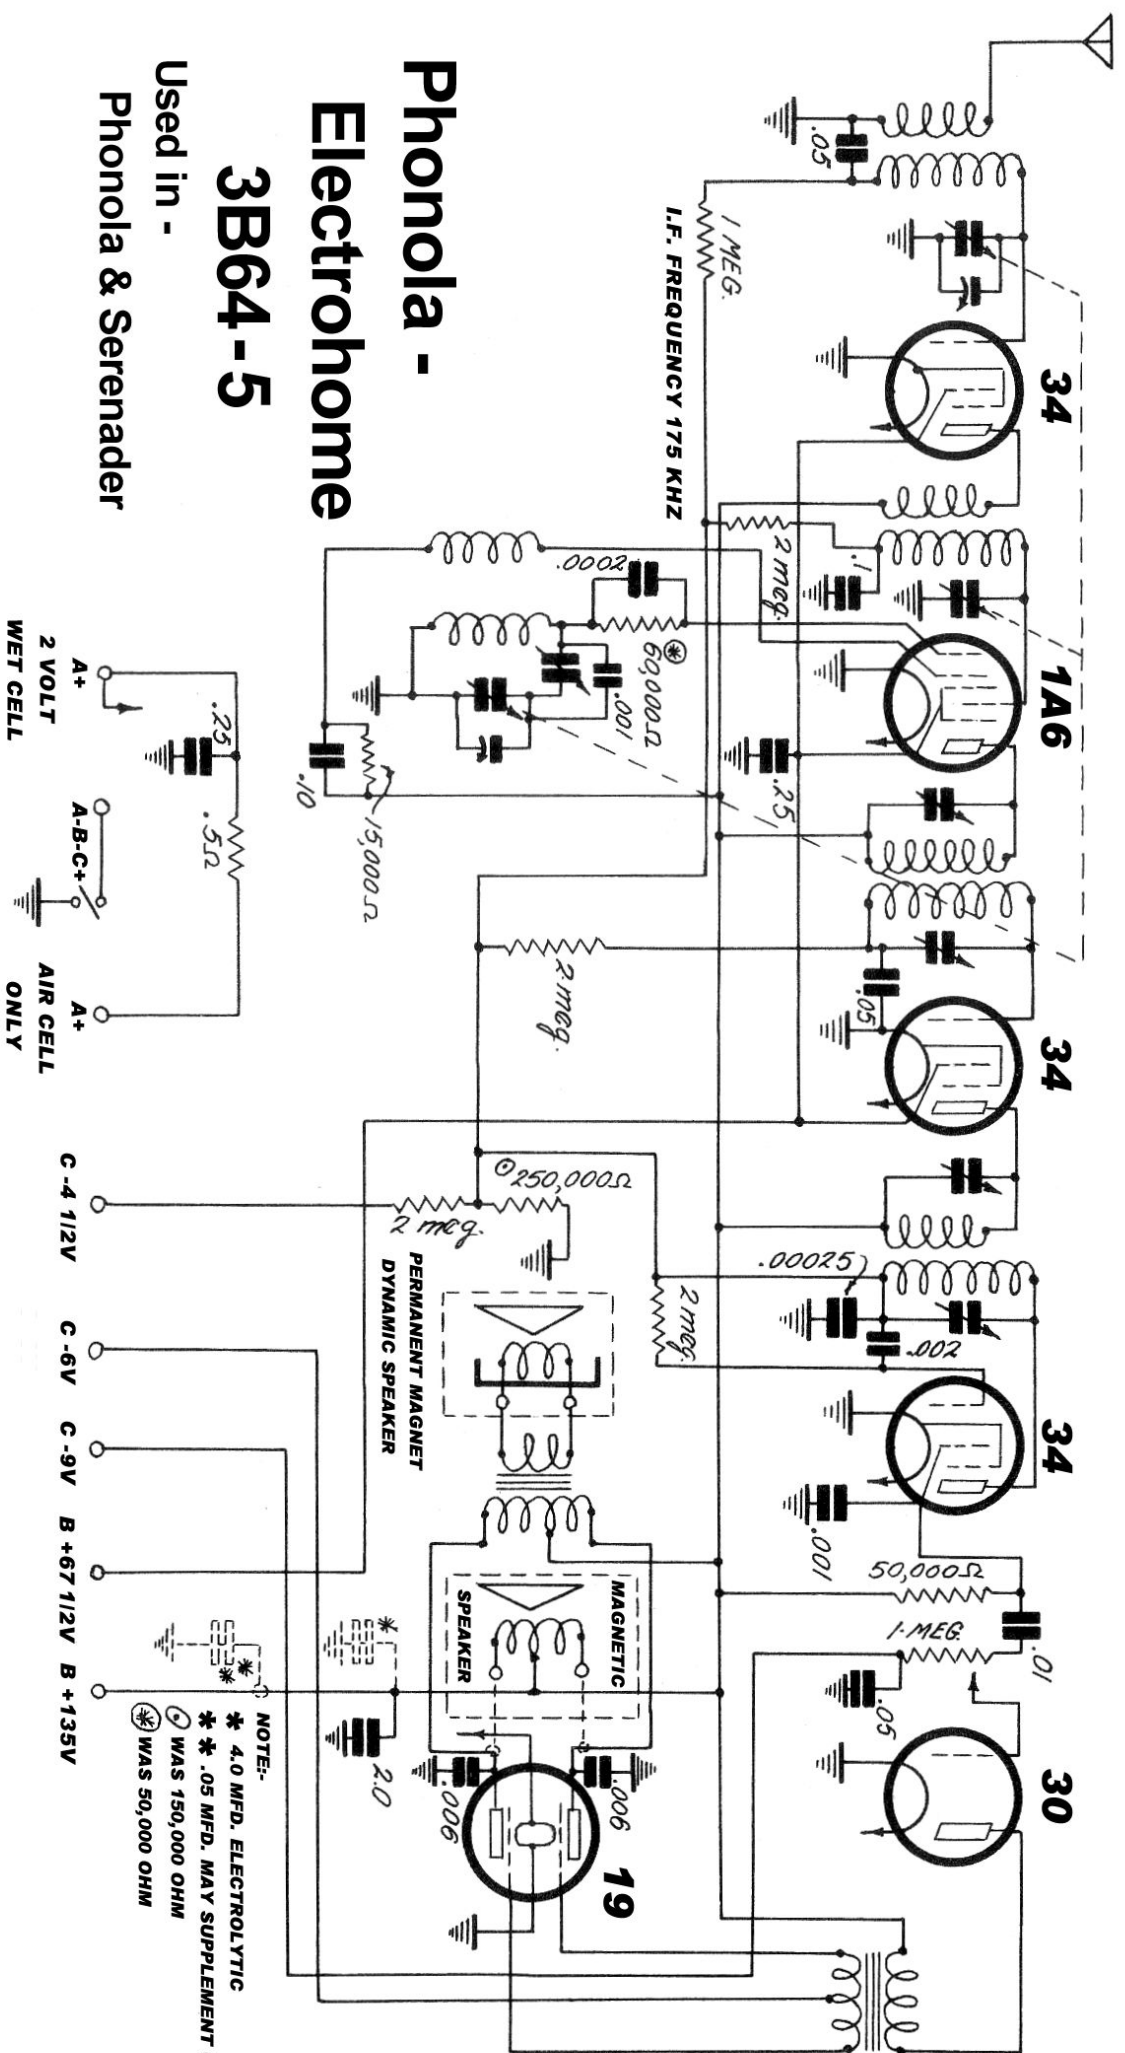 34
1A6
34
34
30
.05
1 MEG.
I.F. FREQUENCY 175 KHZ
2 meg.
.1
.0002
60,000Ω
.001
.25
.10
15,000Ω
2 meg.
.05
250,000Ω
2 meg.
.00025
.002
2 meg.
.001
50,000Ω
1 MEG.
.01
.05
PERMANENT MAGNET
DYNAMIC SPEAKER
MAGNETIC
SPEAKER
.006
.006
19
2.0
*
*
*
Phonola -
Electrohome
3B64-5
Used in -
Phonola & Serenader
.25
.5Ω
A+
2 VOLT
WET CELL
A-B-C+
A+
AIR CELL
ONLY
C -4 1/2V
C -6V
C -9V
B +67 1/2V
B +135V
NOTE:-
* 4.0 MFD. ELECTROLYTIC
* * .05 MFD. MAY SUPPLEMENT
WAS 150,000 OHM
* WAS 50,000 OHM